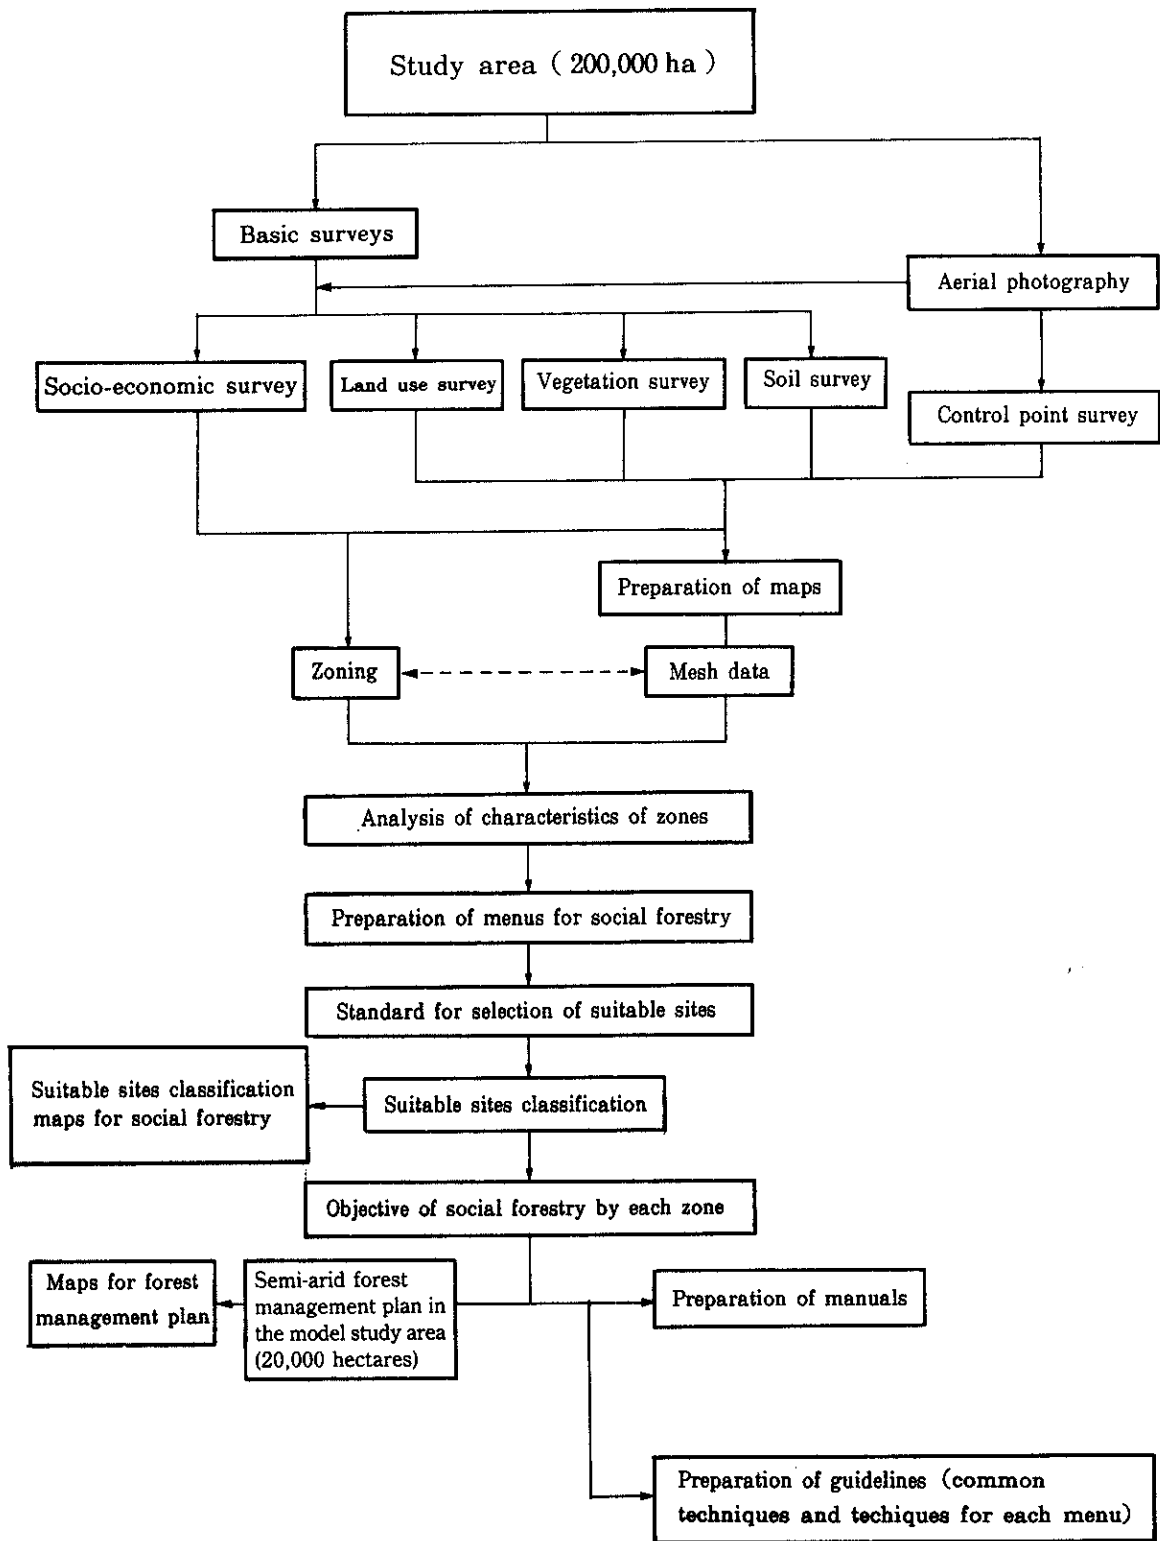 Study area ( 200,000 ha )
Basic surveys
Aerial photography
Socio-economic survey
Land use survey
Vegetation survey
Soil survey
Control point survey
Preparation of maps
Zoning
Mesh data
Analysis of characteristics of zones
Preparation of menus for social forestry
Standard for selection of suitable sites
Suitable sites classification
maps for social forestry
Suitable sites classification
Objective of social forestry by each zone
Maps for forest
management plan
Semi-arid forest
management plan in
the model study area
(20,000 hectares)
Preparation of manuals
Preparation of guidelines (common
techniques and techiques for each menu)